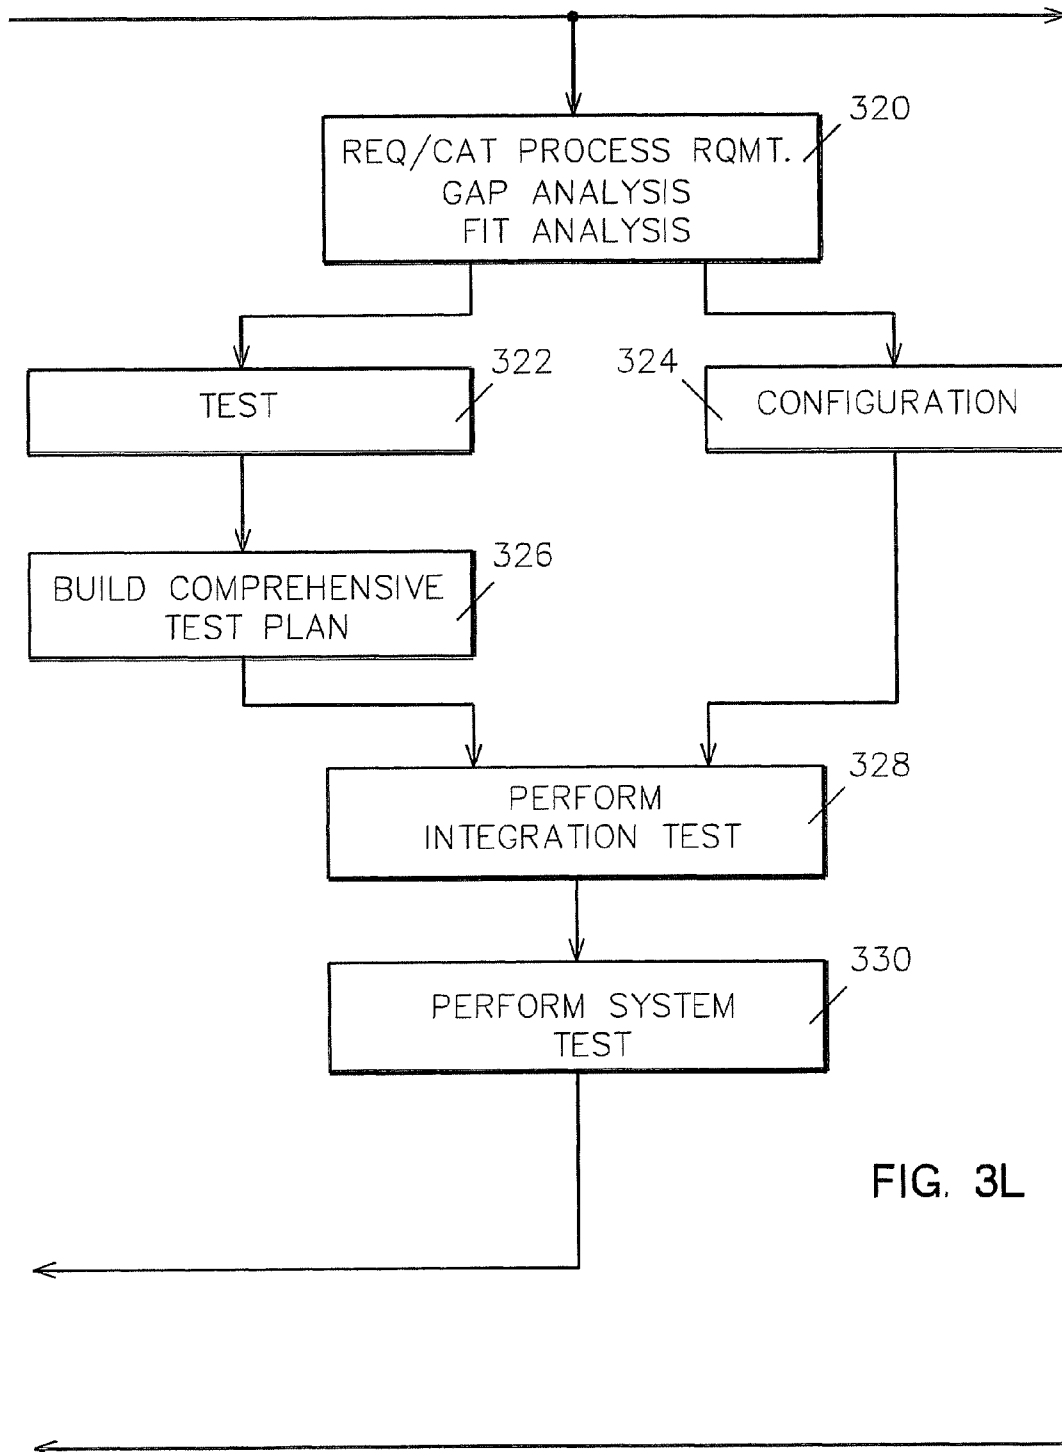 320
REQ/CAT PROCESS RQMT.
GAP ANALYSIS
FIT ANALYSIS
322
TEST
324
CONFIGURATION
326
BUILD COMPREHENSIVE
TEST PLAN
328
PERFORM
INTEGRATION TEST
330
PERFORM SYSTEM
TEST
FIG. 3L